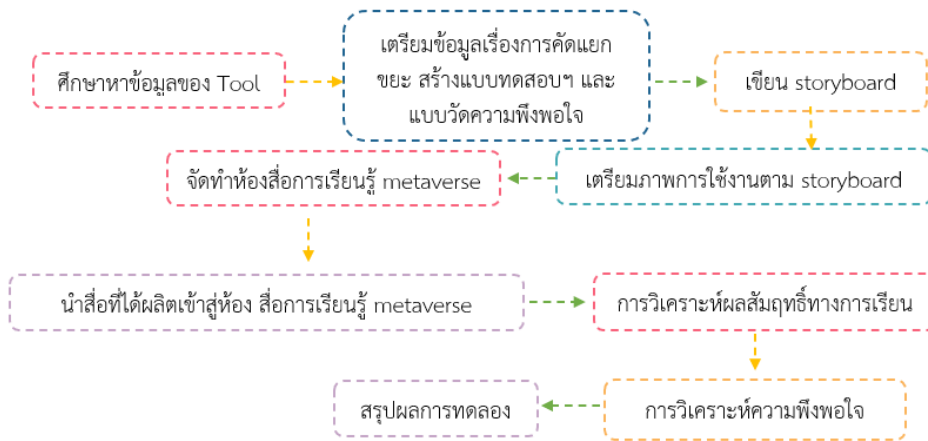 ศึกษาหาข้อมูลของ Tool
เตรียมข้อมูลเรื่องการคัดแยก
ขยะ สร้างแบบทดสอบฯ และ
แบบวัดความพึงพอใจ
เขียน storyboard
เตรียมภาพการใช้งานตาม storyboard
จัดทำห้องสื่อการเรียนรู้ metaverse
นำสื่อที่ได้ผลิตเข้าสู่ห้อง สื่อการเรียนรู้ metaverse
การวิเคราะห์ผลสัมฤทธิ์ทางการเรียน
การวิเคราะห์ความพึงพอใจ
สรุปผลการทดลอง